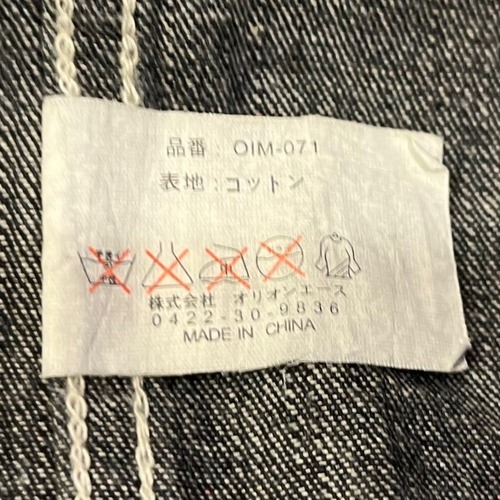 品番: OIM-071
表地: コットン
株式会社 オリオンエース
0422-30-9836
MADE IN CHINA